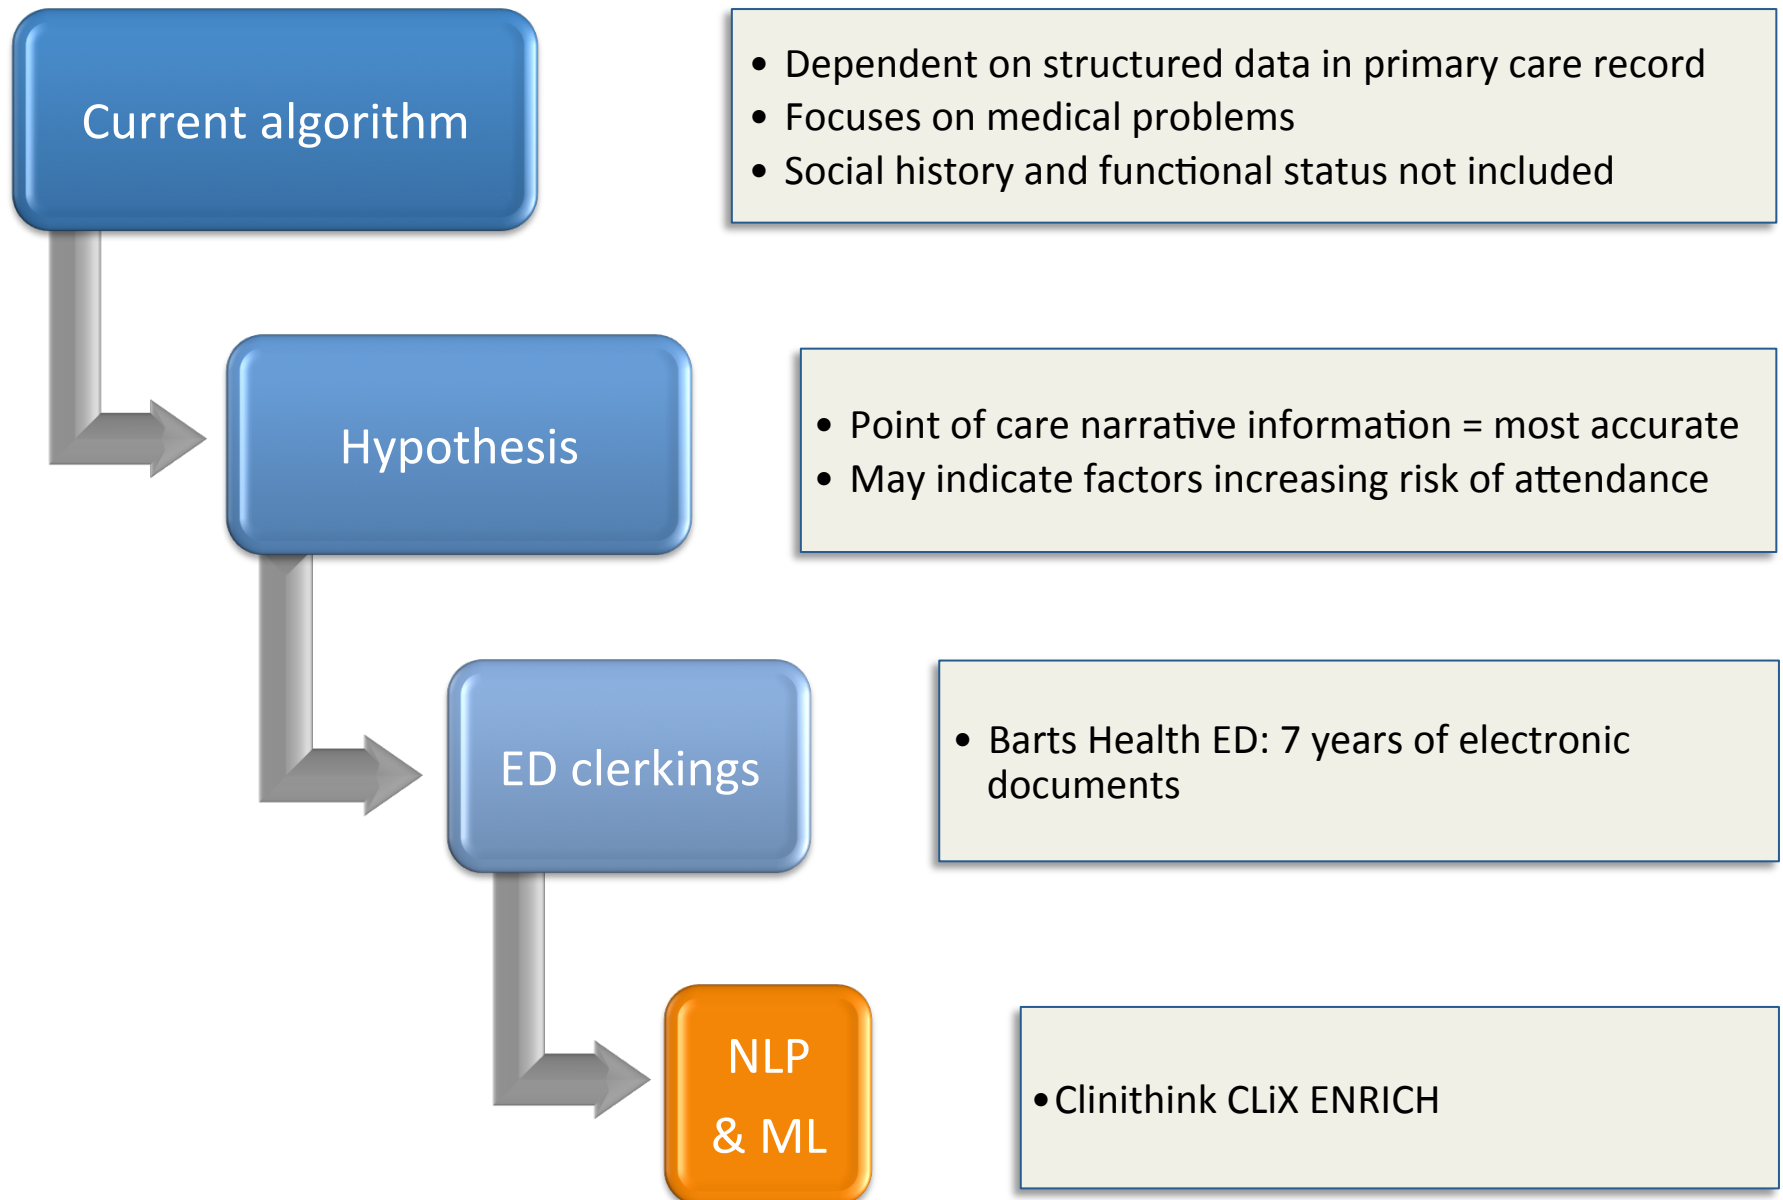 Current algorithm
• Dependent on structured data in primary care record
• Focuses on medical problems
• Social history and functional status not included
Hypothesis
• Point of care narrative information = most accurate
• May indicate factors increasing risk of attendance
ED clerkings
• Barts Health ED: 7 years of electronic
documents
NLP
& ML
•Clinithink CLiX ENRICH